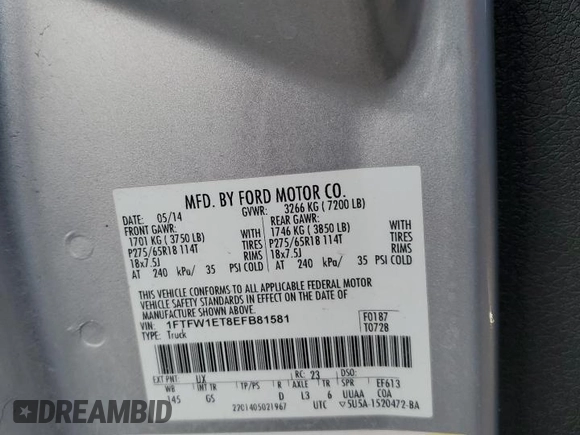 MFD. BY FORD MOTOR CO.
DATE: 05/14 GVWR: 3266 KG ( 7200 LB)
FRONT GAWR: REAR GAWR:
1701 KG ( 3750 LB) WITH 1746 KG ( 3850 LB) WITH
P275/65R18 114T TIRES P275/65R18 114T TIRES
18x7.5J RIMS 18x7.5J RIMS
AT 240 kPa/ 35 PSI COLD AT 240 kPa/ 35 PSI COLD
THIS VEHICLE CONFORMS TO ALL APPLICABLE FEDERAL MOTOR
VEHICLE SAFETY STANDARDS IN EFFECT ON THE DATE OF
MANUFACTURE SHOWN ABOVE.
VIN: 1FTFW1ET8EFB81581 F0187
TYPE: Truck T0728
EXT PNT: UX RC: 23 DSO:
WB INT TR TP/PS R AXLE TR SPR EF613
145 GS D L3 6 UUAA COA
2201405021967 UTC ▽5U5A-1520472-BA
DREAMBID